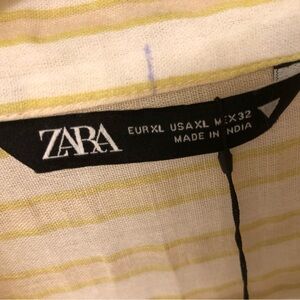 ZARA
EUR XL USA XL MEX 32
MADE IN INDIA